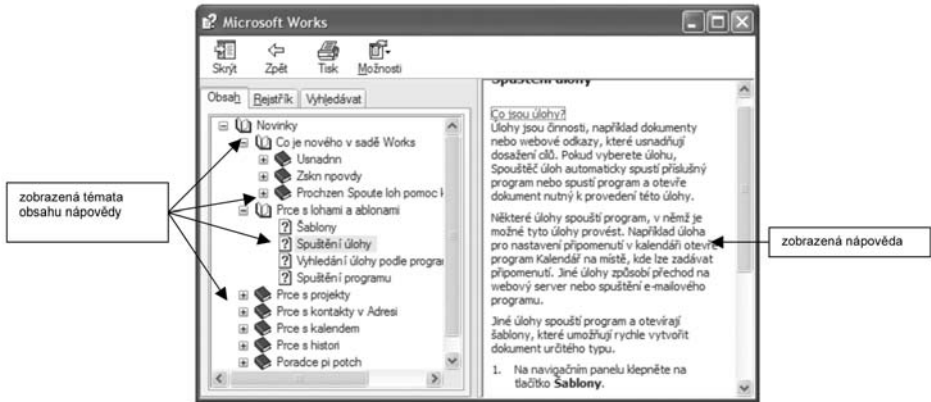 Microsoft Works
Skrýt Zpět Tisk Možnosti
Obsah Rejstřík Vyhledávat
Novinky
Co je nového v sadě Works
Usnadnn
Zskn npovdy
Prochzen Spoute loh pomoc k
Prce s lohami a ablonami
Šablony
Spuštění úlohy
Vyhledání úlohy podle progra
Spuštění programu
Prce s projekty
Prce s kontakty v Adresi
Prce s kalendem
Prce s histori
Poradce pi potch
Spuštění úlohy
Co jsou úlohy?
Úlohy jsou činnosti, například dokumenty
nebo webové odkazy, které usnadňují
dosažení cílů. Pokud vyberete úlohu,
Spouštěč úloh automaticky spustí příslušný
program nebo spustí program a otevře
dokument nutný k provedení této úlohy.
Některé úlohy spouští program, v němž je
možné tyto úlohy provést. Například úloha
pro nastavení připomenutí v kalendáři otevře
program Kalendář na místě, kde lze zadávat
připomenutí. Jiné úlohy způsobí přechod na
webový server nebo spuštění e-mailového
programu.
Jiné úlohy spouští program a otevírají
šablony, které umožňují rychle vytvořit
dokument určitého typu.
1. Na navigačním panelu klepněte na
tlačítko Šablony.
zobrazená témata
obsahu nápovědy
zobrazená nápověda